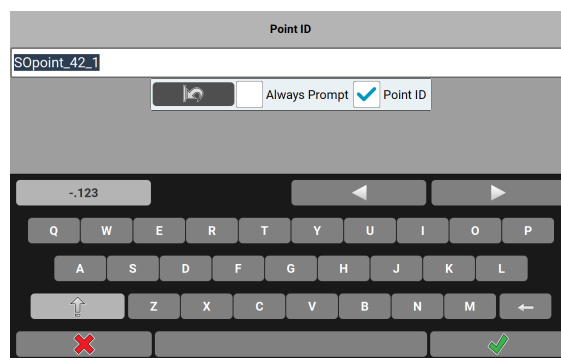 Point ID
SOpoint_42_1
Always Prompt Point ID
-.123
Q W E R T Y U I O P
A S D F G H J K L
Z X C V B N M